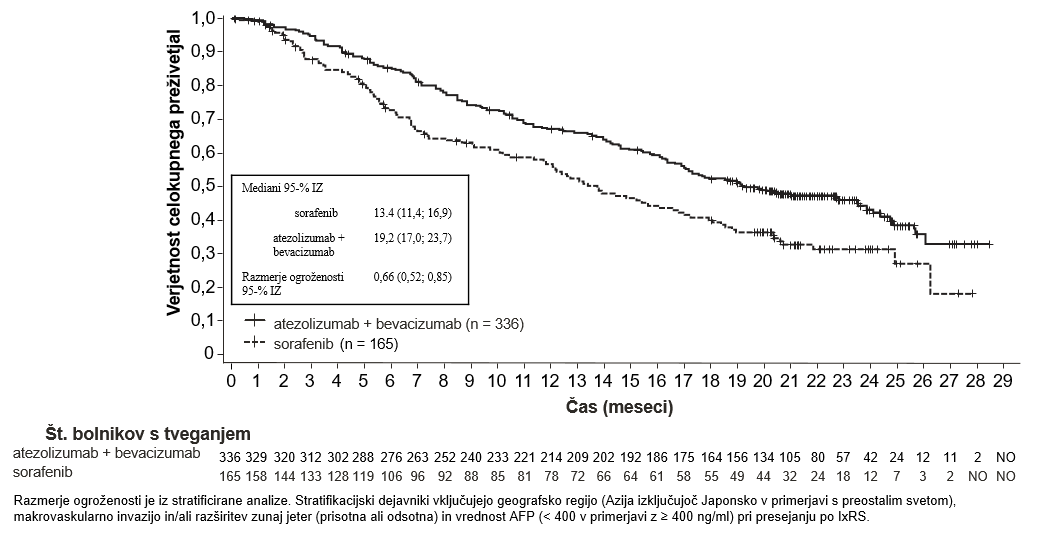 Verjetnost celokupnega preživetjal
1,0
0,9
0,8
0,7
0,6
0,5
0,4
0,3
0,2
0,1
0
Mediani 95-% IZ
sorafenib 13.4 (11,4; 16,9)
atezolizumab + 19,2 (17,0; 23,7)
bevacizumab
Razmerje ogroženosti 0,66 (0,52; 0,85)
95-% IZ
atezolizumab + bevacizumab (n = 336)
sorafenib (n = 165)
0 1 2 3 4 5 6 7 8 9 10 11 12 13 14 15 16 17 18 19 20 21 22 23 24 25 26 27 28 29
Čas (meseci)
Št. bolnikov s tveganjem
atezolizumab + bevacizumab 336 329 320 312 302 288 276 263 252 240 233 221 214 209 202 192 186 175 164 156 134 105 80 57 42 24 12 11 2 NO
sorafenib 165 158 144 133 128 119 106 96 92 88 85 81 78 72 66 64 61 58 55 49 44 32 24 18 12 7 3 2 NO NO
Razmerje ogroženosti je iz stratificirane analize. Stratifikacijski dejavniki vključujejo geografsko regijo (Azija izključujoč Japonsko v primerjavi s preostalim svetom),
makrovaskularno invazijo in/ali razširitev zunaj jeter (prisotna ali odsotna) in vrednost AFP (< 400 v primerjavi z ≥ 400 ng/ml) pri presejanju po IxRS.